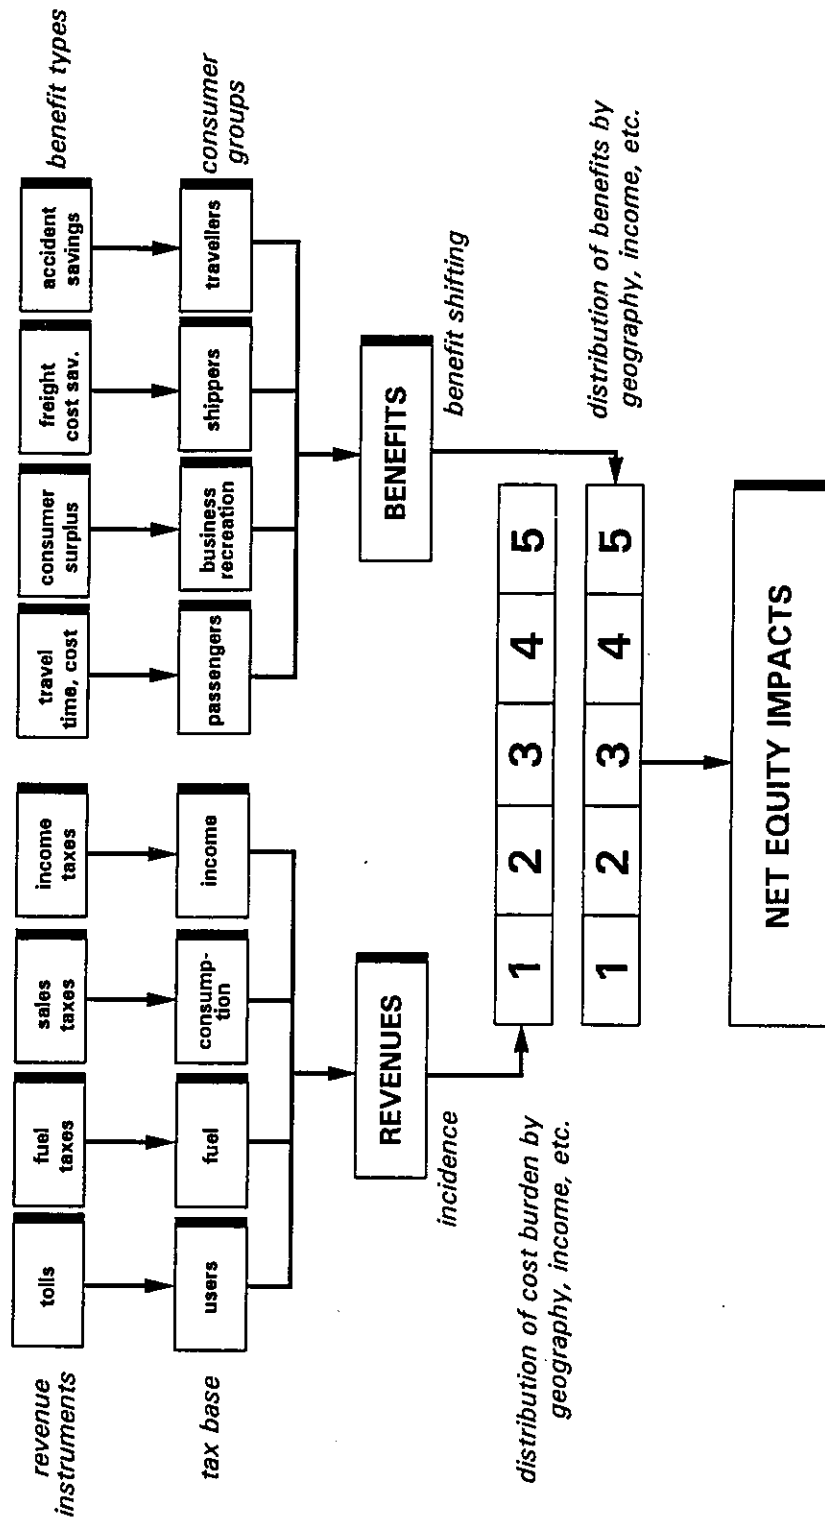 revenue
instruments
tolls
fuel
taxes
sales
taxes
income
taxes
travel
time, cost
consumer
surplus
freight
cost sav.
accident
savings
benefit types
tax base
users
fuel
consump-
tion
income
passengers
business
recreation
shippers
travellers
consumer
groups
REVENUES
BENEFITS
incidence
benefit shifting
distribution of cost burden by
geography, income, etc.
1 2 3 4 5
1 2 3 4 5
distribution of benefits by
geography, income, etc.
NET EQUITY IMPACTS